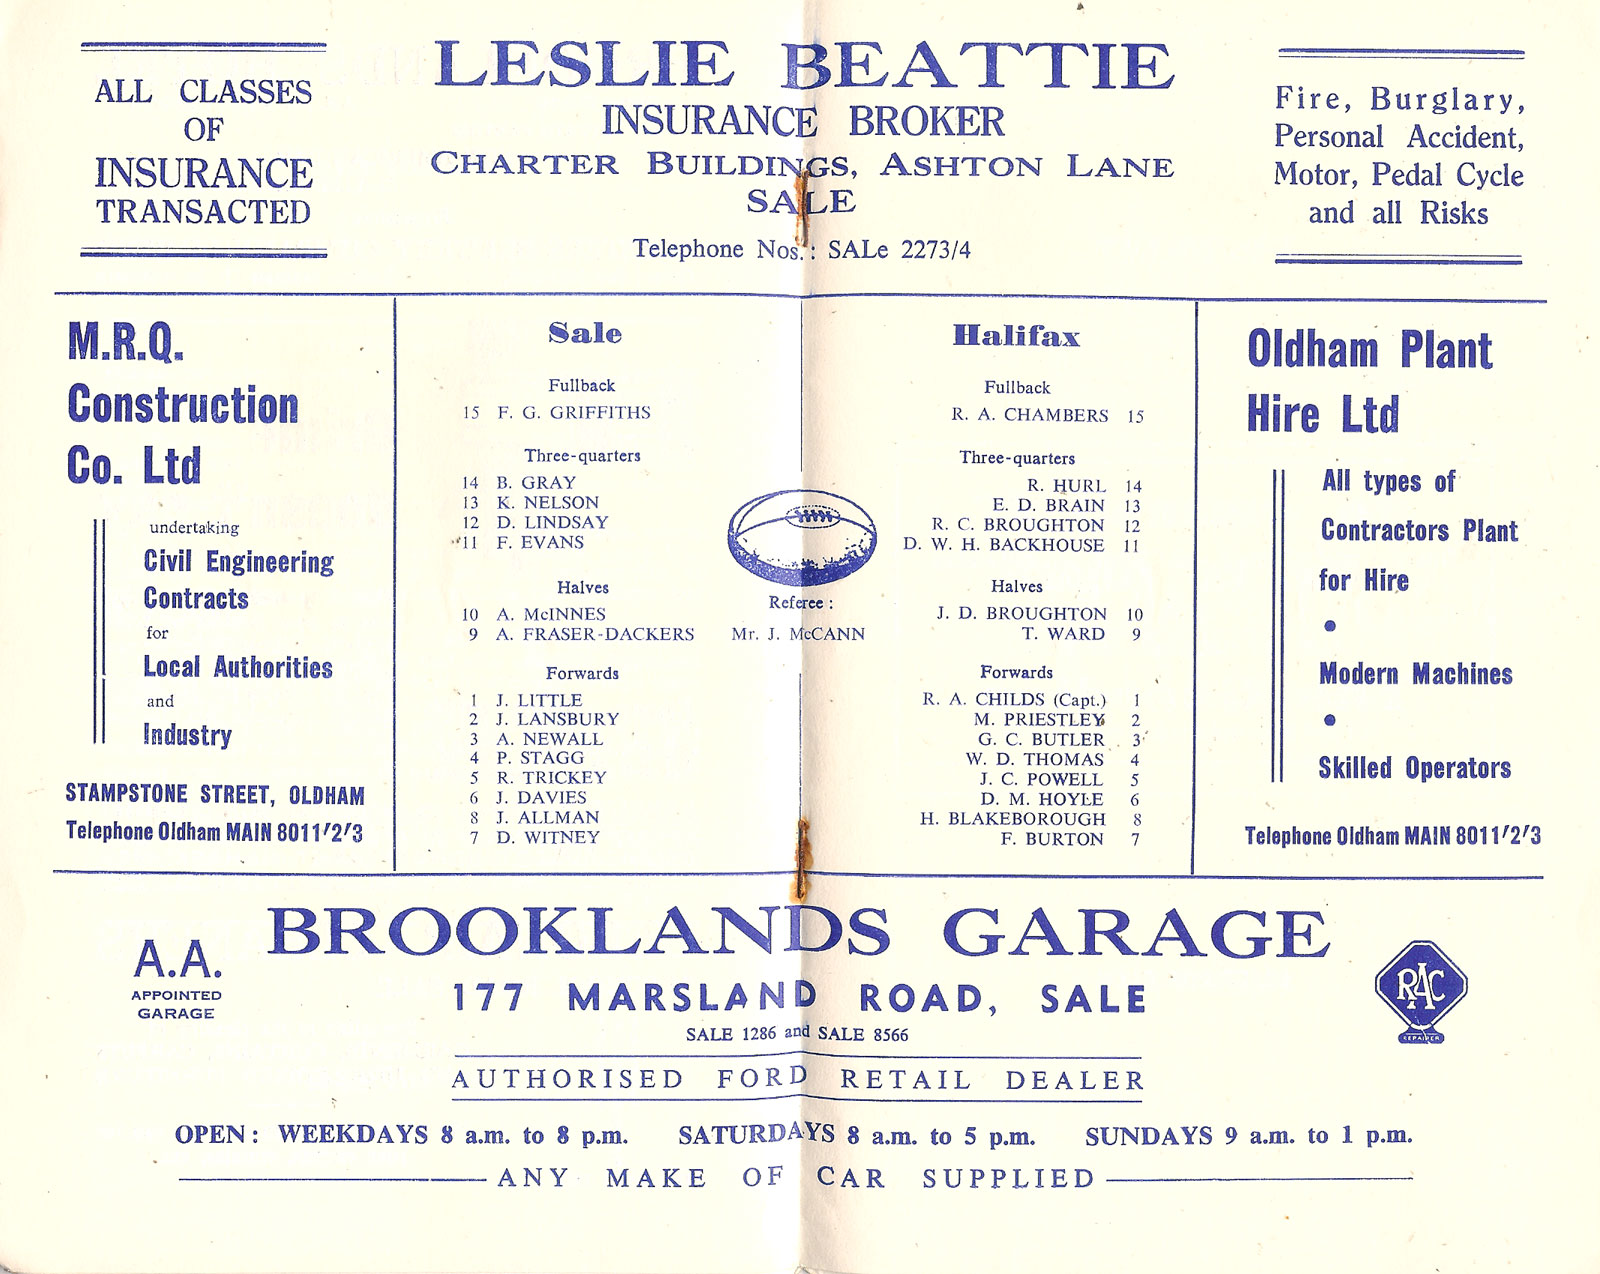 ALL CLASSES
OF
INSURANCE
TRANSACTED
LESLIE BEATTIE
INSURANCE BROKER
CHARTER BUILDINGS, ASHTON LANE
SALE
Telephone Nos.: SALe 2273/4
Fire, Burglary,
Personal Accident,
Motor, Pedal Cycle
and all Risks
M.R.Q.
Construction
Co. Ltd
undertaking
Civil Engineering
Contracts
for
Local Authorities
and
Industry
STAMPSTONE STREET, OLDHAM
Telephone Oldham MAIN 8011/2/3
Sale
Fullback
15 F. G. GRIFFITHS
Three-quarters
14 B. GRAY
13 K. NELSON
12 D. LINDSAY
11 F. EVANS
Halves
10 A. McINNES
9 A. FRASER-DACKERS
Forwards
1 J. LITTLE
2 J. LANSBURY
3 A. NEWALL
4 P. STAGG
5 R. TRICKEY
6 J. DAVIES
8 J. ALLMAN
7 D. WITNEY
Referee:
Mr. J. McCANN
Halifax
Fullback
R. A. CHAMBERS 15
Three-quarters
R. HURL 14
E. D. BRAIN 13
R. C. BROUGHTON 12
D. W. H. BACKHOUSE 11
Halves
J. D. BROUGHTON 10
T. WARD 9
Forwards
R. A. CHILDS (Capt.) 1
M. PRIESTLEY 2
G. C. BUTLER 3
W. D. THOMAS 4
J. C. POWELL 5
D. M. HOYLE 6
H. BLAKEBOROUGH 8
F. BURTON 7
Oldham Plant
Hire Ltd
All types of
Contractors Plant
for Hire
•
Modern Machines
•
Skilled Operators
Telephone Oldham MAIN 8011/2/3
A.A.
APPOINTED
GARAGE
BROOKLANDS GARAGE
177 MARSLAND ROAD, SALE
SALE 1286 and SALE 8566
AUTHORISED FORD RETAIL DEALER
RAC
REPAIRER
OPEN: WEEKDAYS 8 a.m. to 8 p.m. SATURDAYS 8 a.m. to 5 p.m. SUNDAYS 9 a.m. to 1 p.m.
ANY MAKE OF CAR SUPPLIED